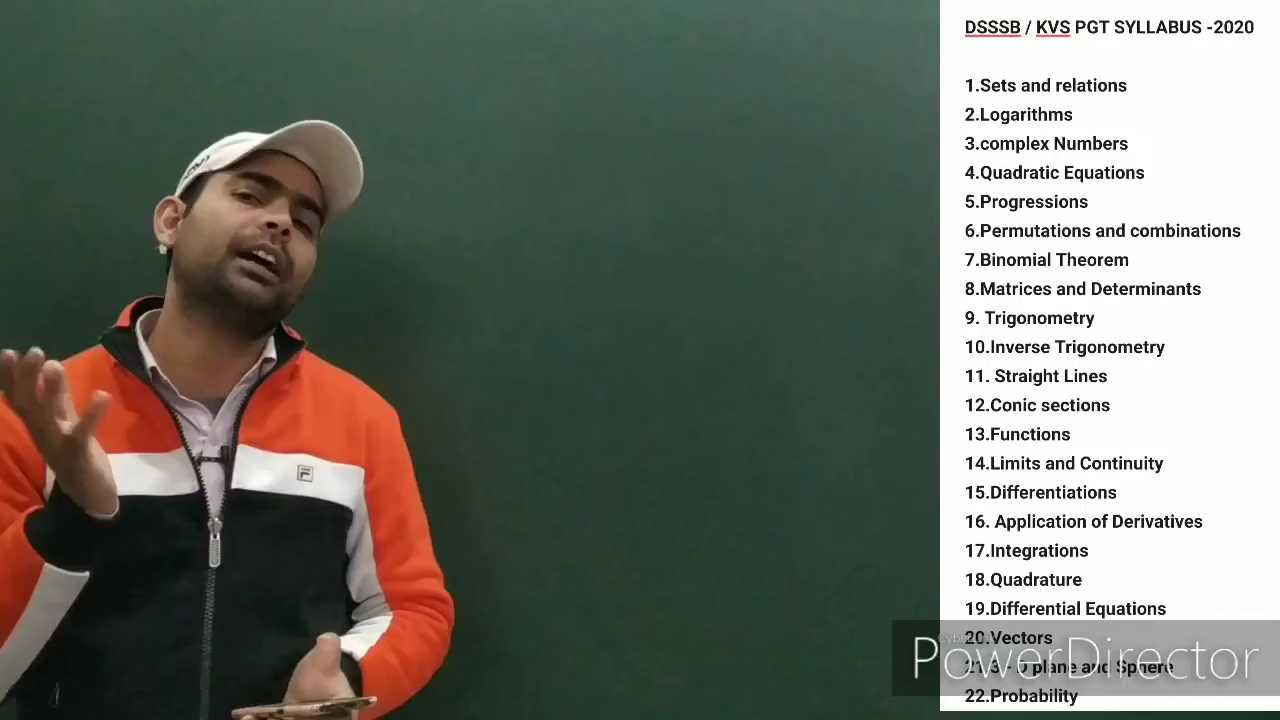 DSSSB / KVS PGT SYLLABUS -2020
1.Sets and relations
2.Logarithms
3.complex Numbers
4.Quadratic Equations
5.Progressions
6.Permutations and combinations
7.Binomial Theorem
8.Matrices and Determinants
9. Trigonometry
10.Inverse Trigonometry
11. Straight Lines
12.Conic sections
13.Functions
14.Limits and Continuity
15.Differentiations
16. Application of Derivatives
17.Integrations
18.Quadrature
19.Differential Equations
20.Vectors
21.3- D plane and Sphere
22.Probability
CyberLink
PowerDirector